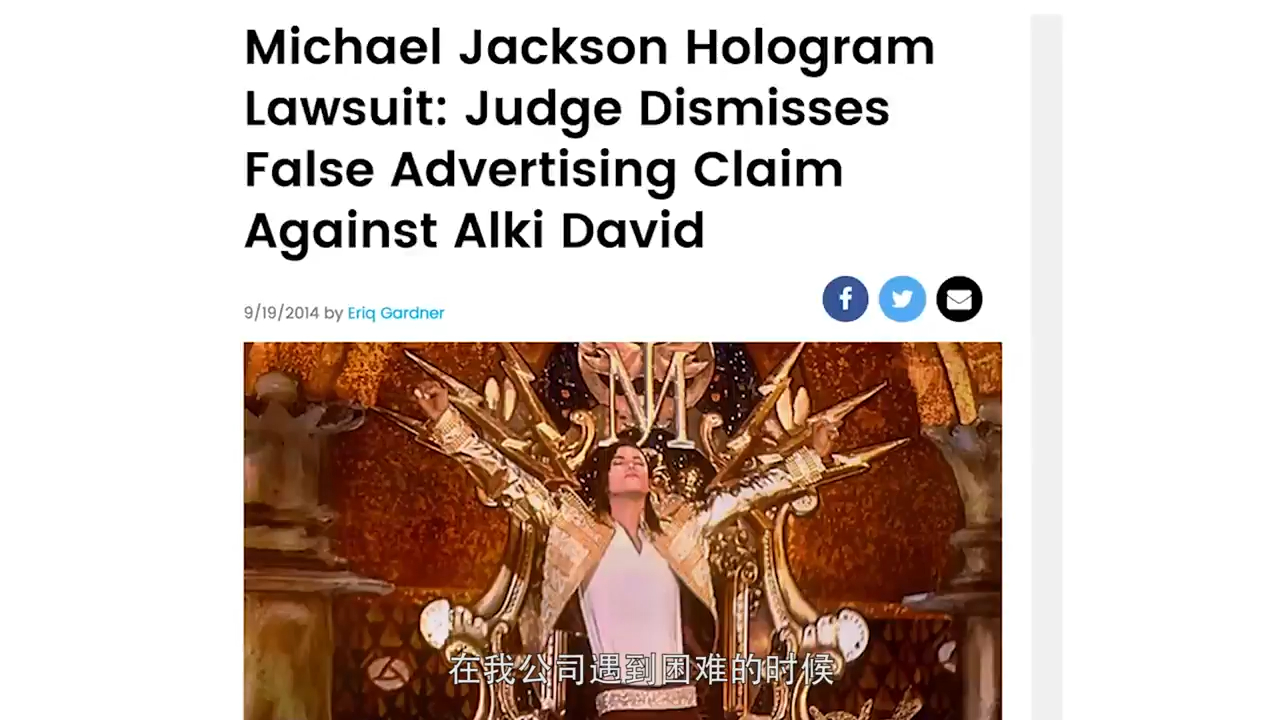 Michael Jackson Hologram
Lawsuit: Judge Dismisses
False Advertising Claim
Against Alki David
9/19/2014 by Eriq Gardner
MJ
在我公司遇到困难的时候